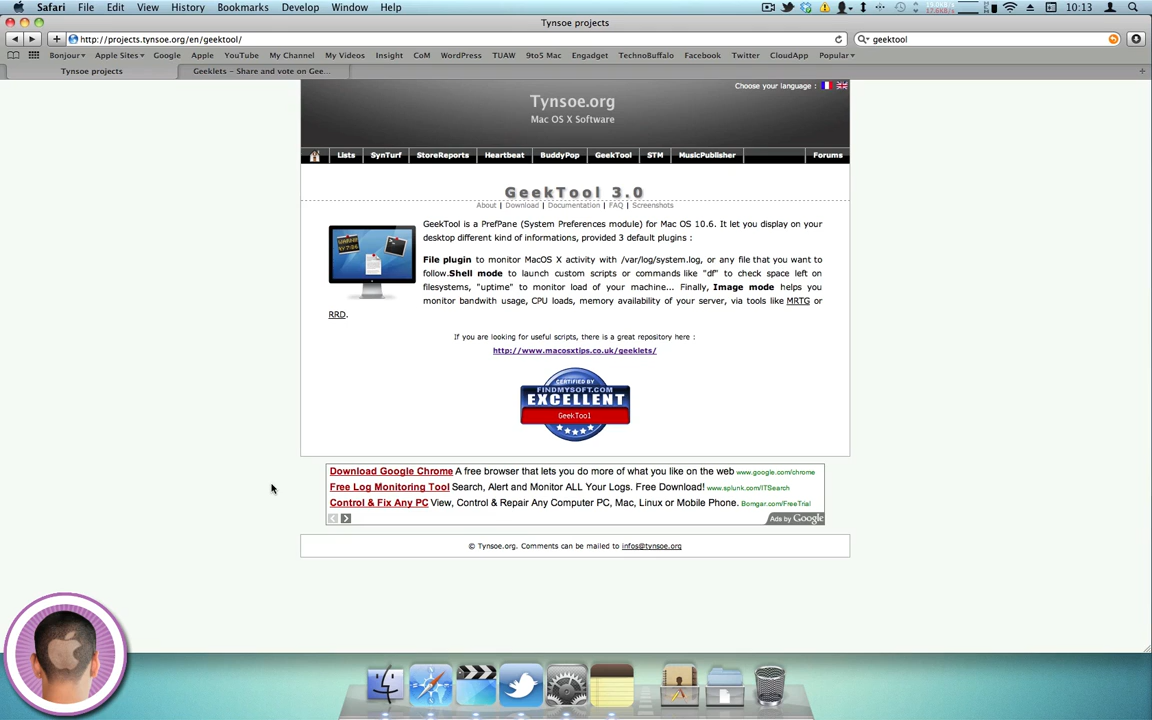 Safari File Edit View History Bookmarks Develop Window Help 10:13
Tynsoe projects
http://projects.tynsoe.org/en/geektool/ geektool
Bonjour Apple Sites Google Apple YouTube My Channel My Videos Insight CoM WordPress TUAW 9to5 Mac Engadget TechnoBuffalo Facebook Twitter CloudApp Popular
Tynsoe projects Geeklets – Share and vote on Gee...
Choose your language :
Tynsoe.org
Mac OS X Software
Lists SynTurf StoreReports Heartbeat BuddyPop GeekTool STM MusicPublisher Forums
GeekTool 3.0
About | Download | Documentation | FAQ | Screenshots
GeekTool is a PrefPane (System Preferences module) for Mac OS 10.6. It let you display on your
desktop different kind of informations, provided 3 default plugins :
File plugin to monitor MacOS X activity with /var/log/system.log, or any file that you want to
follow.Shell mode to launch custom scripts or commands like "df" to check space left on
filesystems, "uptime" to monitor load of your machine... Finally, Image mode helps you
monitor bandwith usage, CPU loads, memory availability of your server, via tools like MRTG or
RRD.
If you are looking for useful scripts, there is a great repository here :
http://www.macosxtips.co.uk/geeklets/
CERTIFIED BY
FINDMYSOFT.COM
EXCELLENT
GeekTool
Download Google Chrome A free browser that lets you do more of what you like on the web www.google.com/chrome
Free Log Monitoring Tool Search, Alert and Monitor ALL Your Logs. Free Download! www.splunk.com/ITSearch
Control & Fix Any PC View, Control & Repair Any Computer PC, Mac, Linux or Mobile Phone. Bomgar.com/FreeTrial
Ads by Google
© Tynsoe.org. Comments can be mailed to infos@tynsoe.org